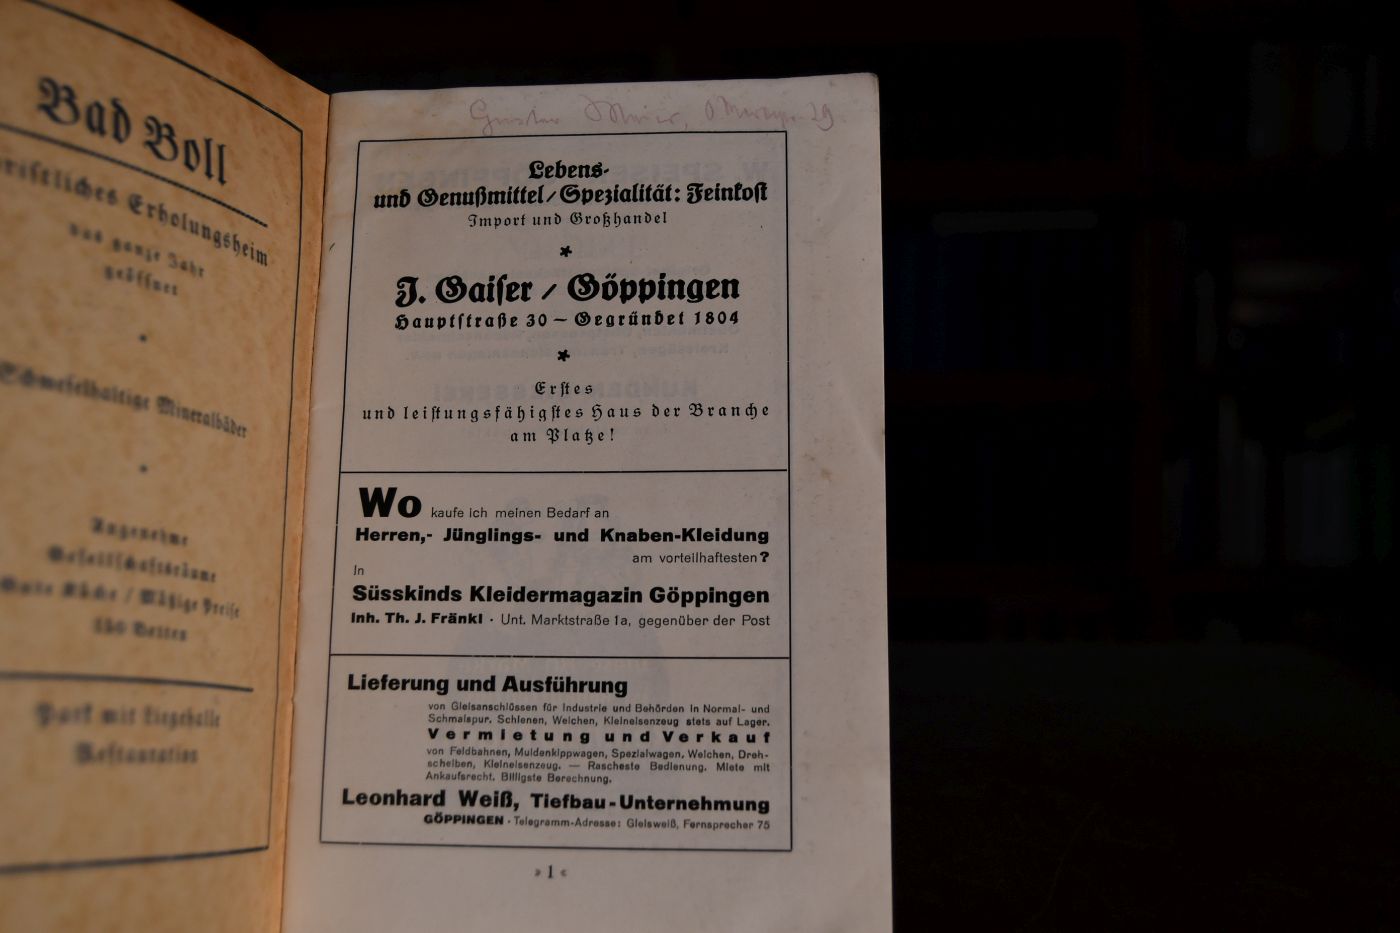 Bad Boll
Erholungsheim
das ganze Jahr
geöffnet
Schwefelhaltige Mineralbäder
Angenehme
Gesellschaftsräume
Gute Küche / Mäßige Preise
150 Betten
Park mit Liegehalle
Restauration
Lebens-
und Genußmittel / Spezialität: Feinkost
Import und Großhandel
J. Gaiser / Göppingen
Hauptstraße 30 — Gegründet 1804
Erstes
und leistungsfähigstes Haus der Branche
am Platze!
Wo kaufe ich meinen Bedarf an
Herren,- Jünglings- und Knaben-Kleidung
am vorteilhaftesten?
In
Süsskinds Kleidermagazin Göppingen
Inh. Th. J. Fränkl · Unt. Marktstraße 1a, gegenüber der Post
Lieferung und Ausführung
von Gleisanschlüssen für Industrie und Behörden in Normal- und
Schmalspur. Schienen, Weichen, Kleineisenzeug stets auf Lager.
Vermietung und Verkauf
von Feldbahnen, Muldenkippwagen, Spezialwagen, Weichen, Dreh-
scheiben, Kleineisenzeug. — Rascheste Bedienung. Miete mit
Ankaufsrecht. Billigste Berechnung.
Leonhard Weiß, Tiefbau-Unternehmung
GÖPPINGEN · Telegramm-Adresse: Gleisweiß, Fernsprecher 75
» 1 «